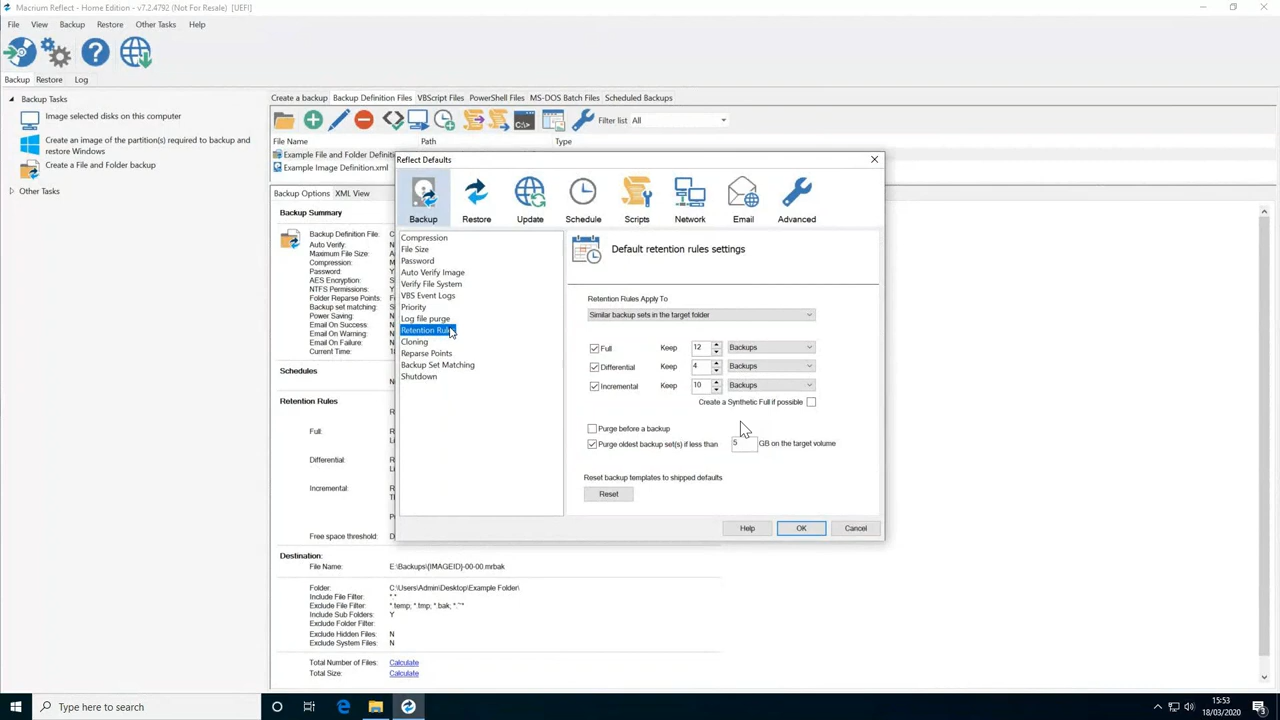 Macrium Reflect - Home Edition - v7.2.4792 (Not For Resale) [UEFI]
File View Backup Restore Other Tasks Help
Backup Restore Log
Backup Tasks
Image selected disks on this computer
Create an image of the partition(s) required to backup and
restore Windows
Create a File and Folder backup
Other Tasks
Create a backup Backup Definition Files VBScript Files PowerShell Files MS-DOS Batch Files Scheduled Backups
Filter list All
File Name Path Type
Example File and Folder Definiti
Example Image Definition.xml
Backup Options XML View
Backup Summary
Backup Definition File: C
Auto Verify: N
Maximum File Size: A
Compression: M
Password: Y
AES Encryption: S
NTFS Permissions: Y
Folder Reparse Points: F
Backup set matching: S
Power Saving: N
Email On Success: N
Email On Warning: N
Email On Failure: N
Current Time: 18
Schedules
Retention Rules
Full:
Differential:
Incremental:
Free space threshold: D
Destination:
File Name: E:\Backups\{IMAGEID}-00-00.mrbak
Folder: C:\Users\Admin\Desktop\Example Folder\
Include File Filter: *.*
Exclude File Filter: *.temp; *.tmp; *.bak; *.~*
Include Sub Folders: Y
Exclude Folder Filter:
Exclude Hidden Files: N
Exclude System Files: N
Total Number of Files: Calculate
Total Size: Calculate
Reflect Defaults
Backup Restore Update Schedule Scripts Network Email Advanced
Compression
File Size
Password
Auto Verify Image
Verify File System
VBS Event Logs
Priority
Log file purge
Retention Rules
Cloning
Reparse Points
Backup Set Matching
Shutdown
Default retention rules settings
Retention Rules Apply To
Similar backup sets in the target folder
Full Keep 12 Backups
Differential Keep 4 Backups
Incremental Keep 10 Backups
Create a Synthetic Full if possible
Purge before a backup
Purge oldest backup set(s) if less than 5 GB on the target volume
Reset backup templates to shipped defaults
Reset
Help OK Cancel
Type here to search
15:53
18/03/2020
3